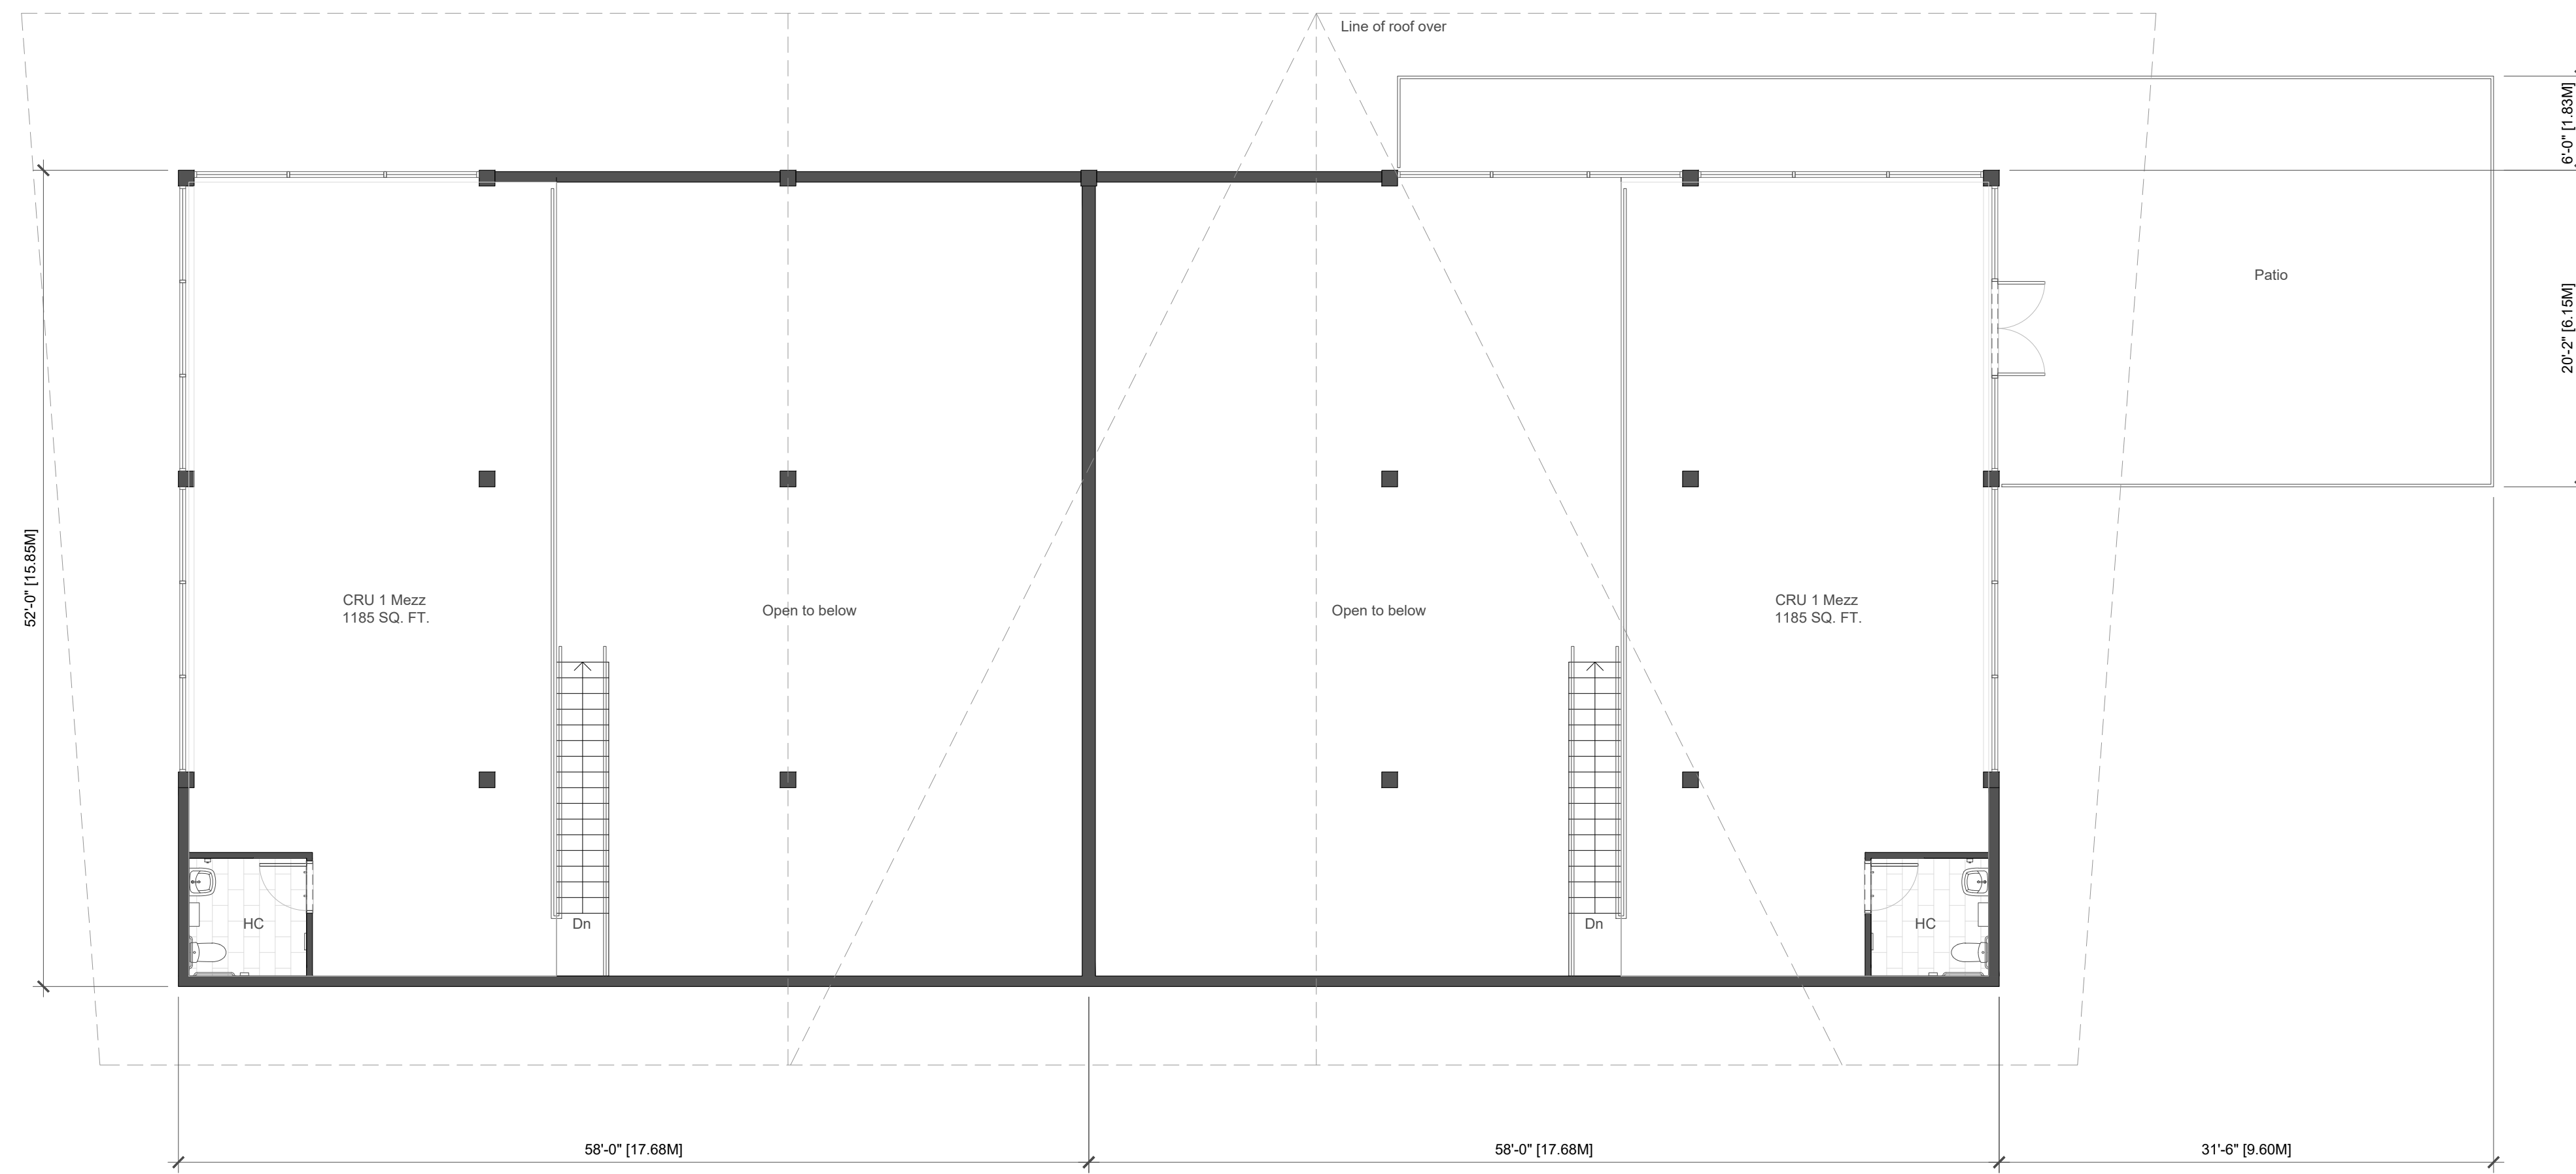 Line of roof over
6'-0" [1.83M]
Patio
20'-2" [6.15M]
52'-0" [15.85M]
CRU 1 Mezz
1185 SQ. FT.
Open to below
Open to below
CRU 1 Mezz
1185 SQ. FT.
HC
Dn
Dn
HC
58'-0" [17.68M]
58'-0" [17.68M]
31'-6" [9.60M]